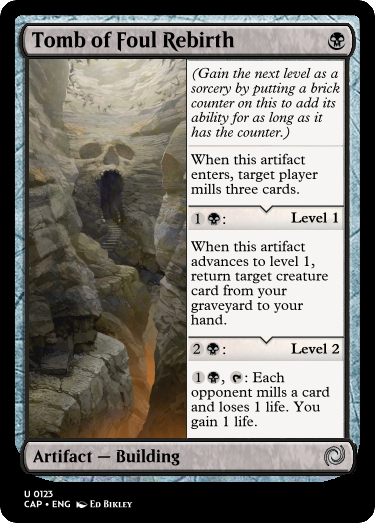 Tomb of Foul Rebirth
(Gain the next level as a
sorcery by putting a brick
counter on this to add its
ability for as long as it
has the counter.)
When this artifact
enters, target player
mills three cards.
1 : Level 1
When this artifact
advances to level 1,
return target creature
card from your
graveyard to your
hand.
2 : Level 2
1 , : Each
opponent mills a card
and loses 1 life. You
gain 1 life.
Artifact — Building
U 0123
CAP • ENG Ed Bikley